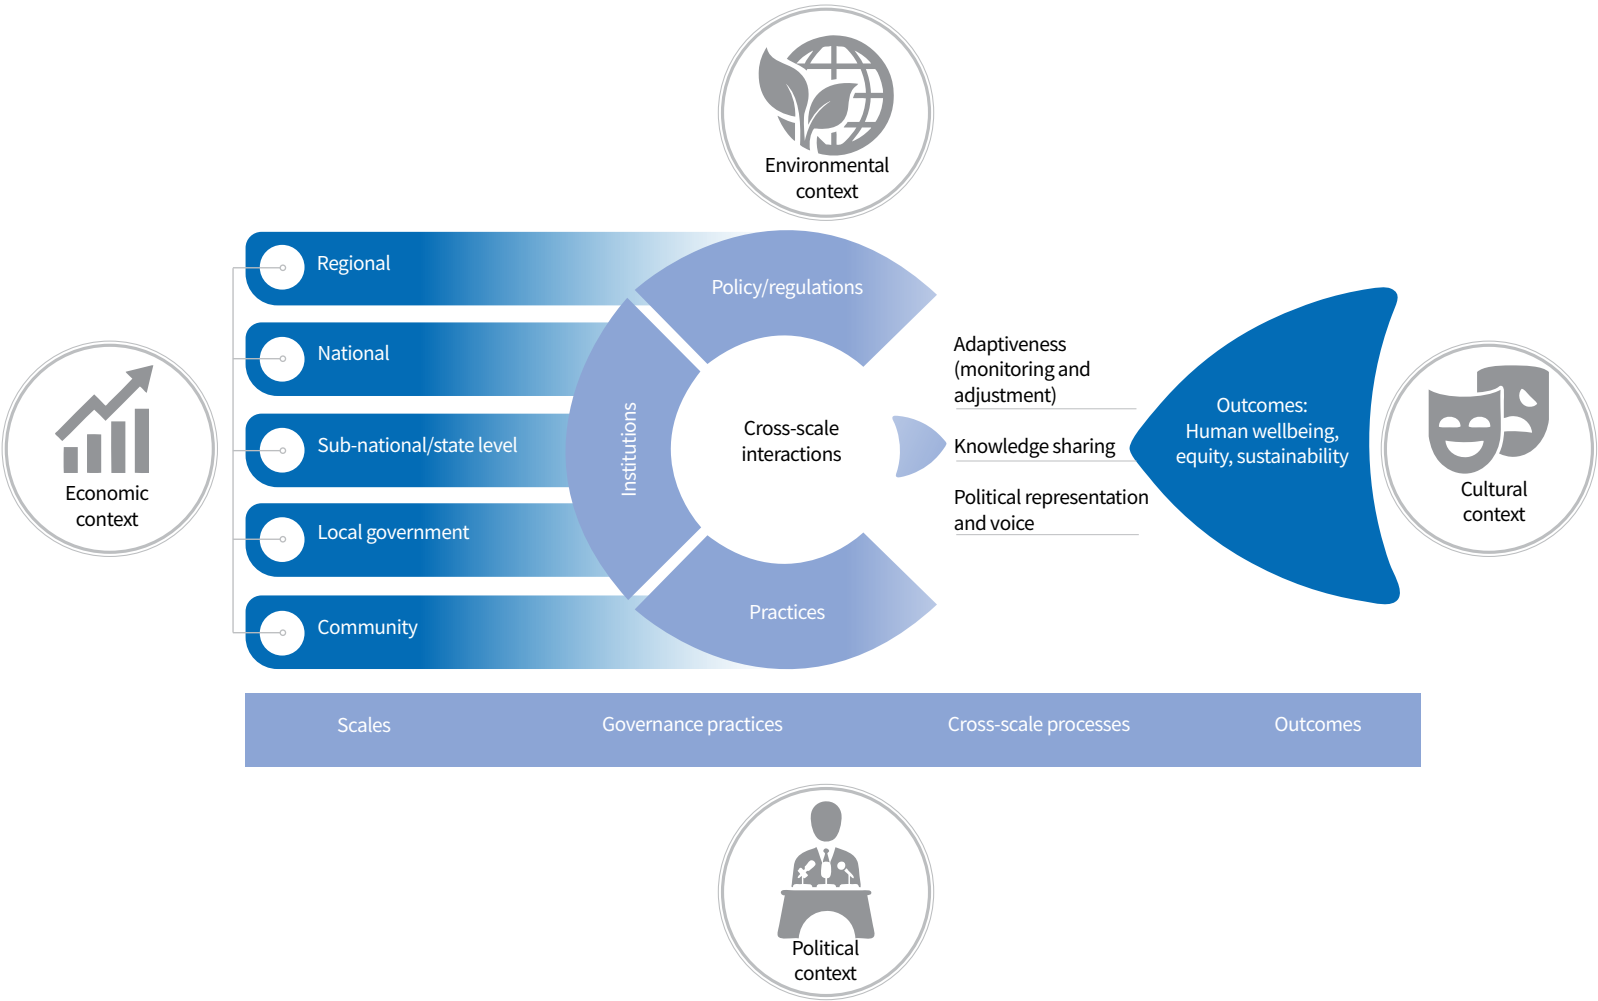 Environmental
context
Regional
National
Sub-national/state level
Local government
Community
Economic
context
Policy/regulations
Institutions
Practices
Cross-scale
interactions
Adaptiveness
(monitoring and
adjustment)
Knowledge sharing
Political representation
and voice
Outcomes:
Human wellbeing,
equity, sustainability
Cultural
context
Scales
Governance practices
Cross-scale processes
Outcomes
Political
context